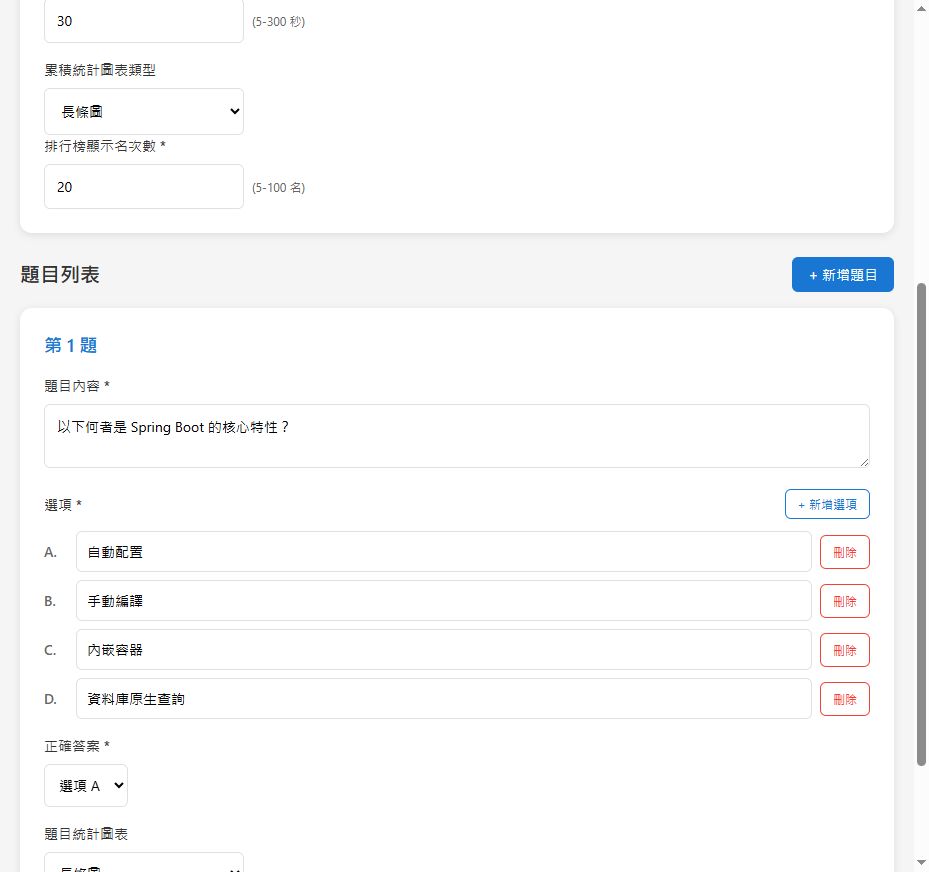 30 (5-300 秒)
累積統計圖表類型
長條圖
排行榜顯示名次數 *
20 (5-100 名)
題目列表
+ 新增題目
第 1 題
題目內容 *
以下何者是 Spring Boot 的核心特性？
選項 *
+ 新增選項
A. 自動配置 刪除
B. 手動編譯 刪除
C. 內嵌容器 刪除
D. 資料庫原生查詢 刪除
正確答案 *
選項 A
題目統計圖表
長條圖